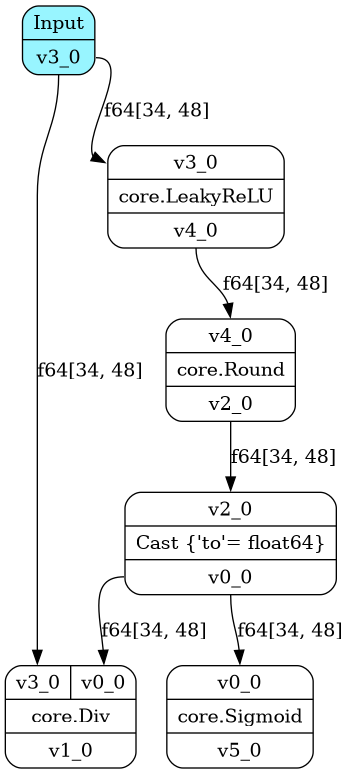 Input
v3_0
f64[34, 48]
v3_0
core.LeakyReLU
v4_0
f64[34, 48]
v4_0
core.Round
v2_0
f64[34, 48]
f64[34, 48]
v2_0
Cast {'to'= float64}
v0_0
f64[34, 48]
f64[34, 48]
v3_0 v0_0
core.Div
v1_0
v0_0
core.Sigmoid
v5_0